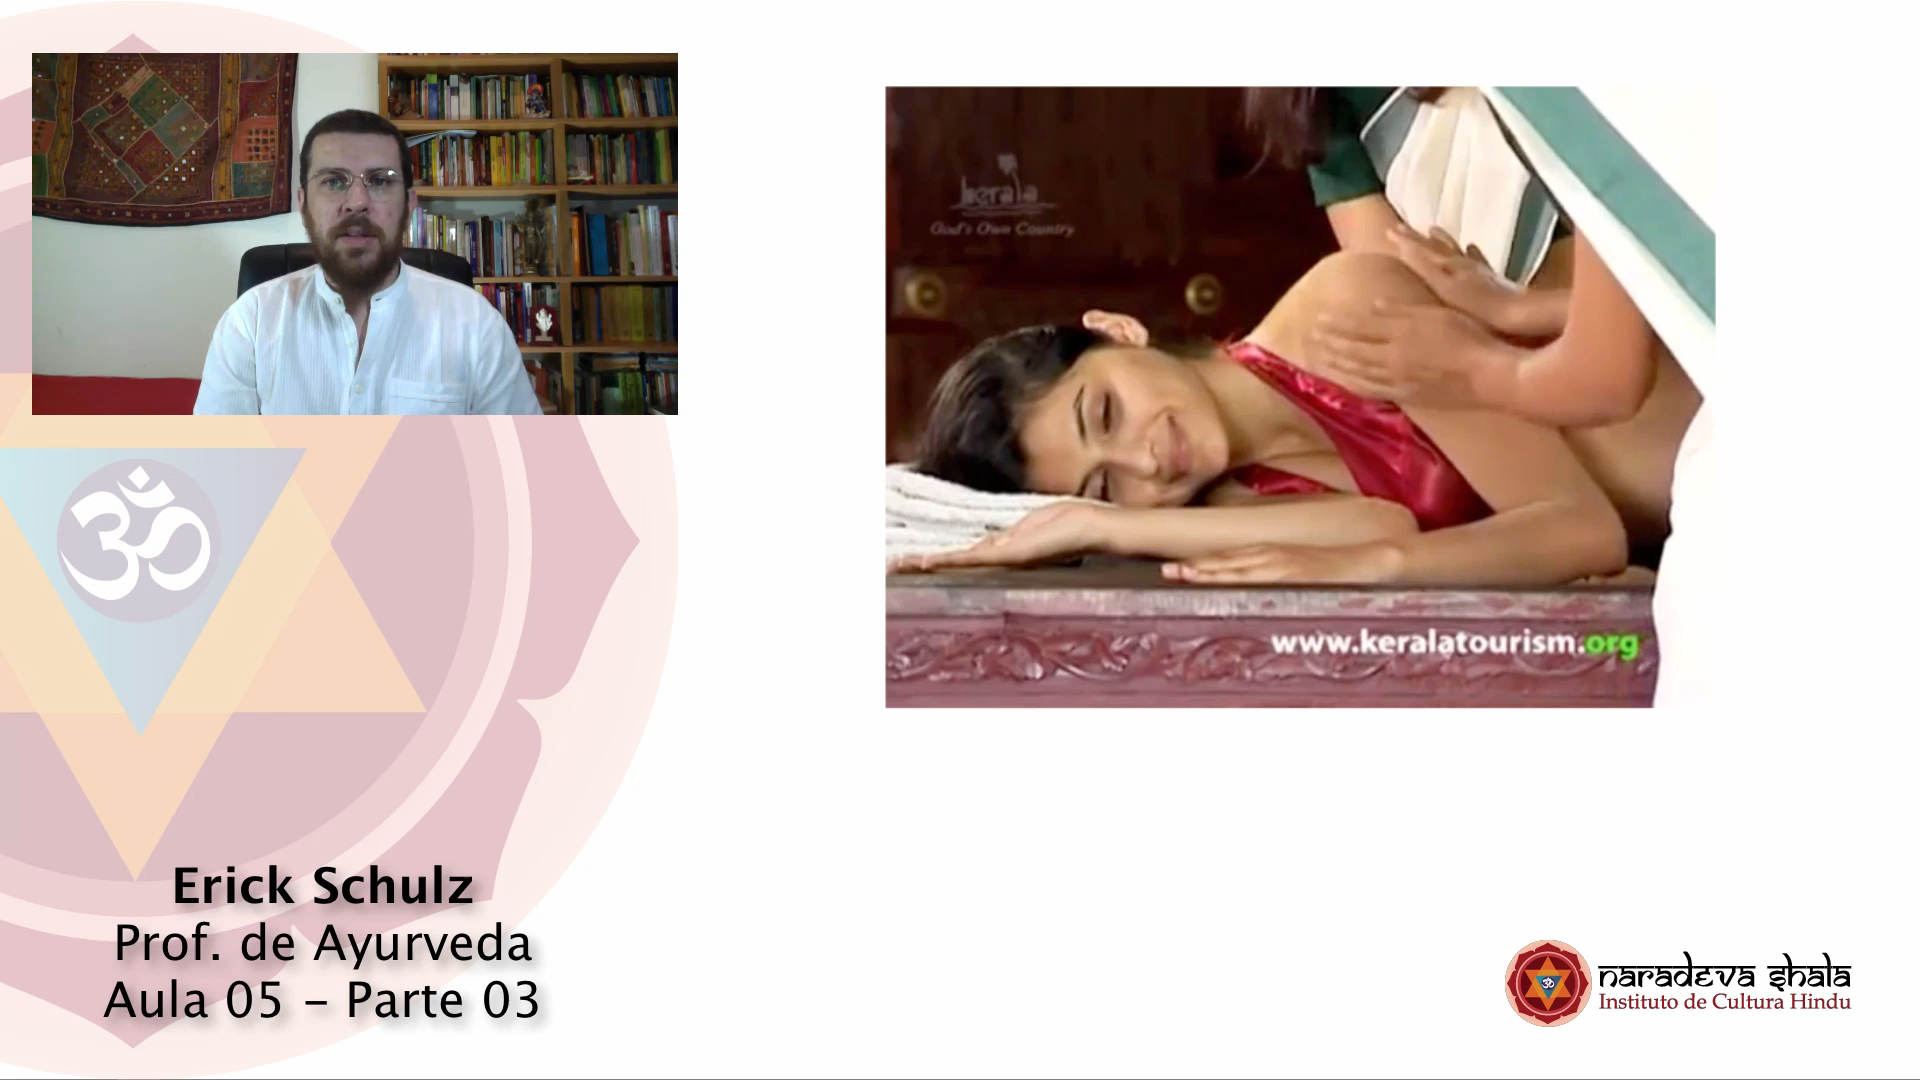 kerala
God's Own Country
www.keralatourism.org
ॐ
Erick Schulz
Prof. de Ayurveda
Aula 05 - Parte 03
naradeva shala
Instituto de Cultura Hindu